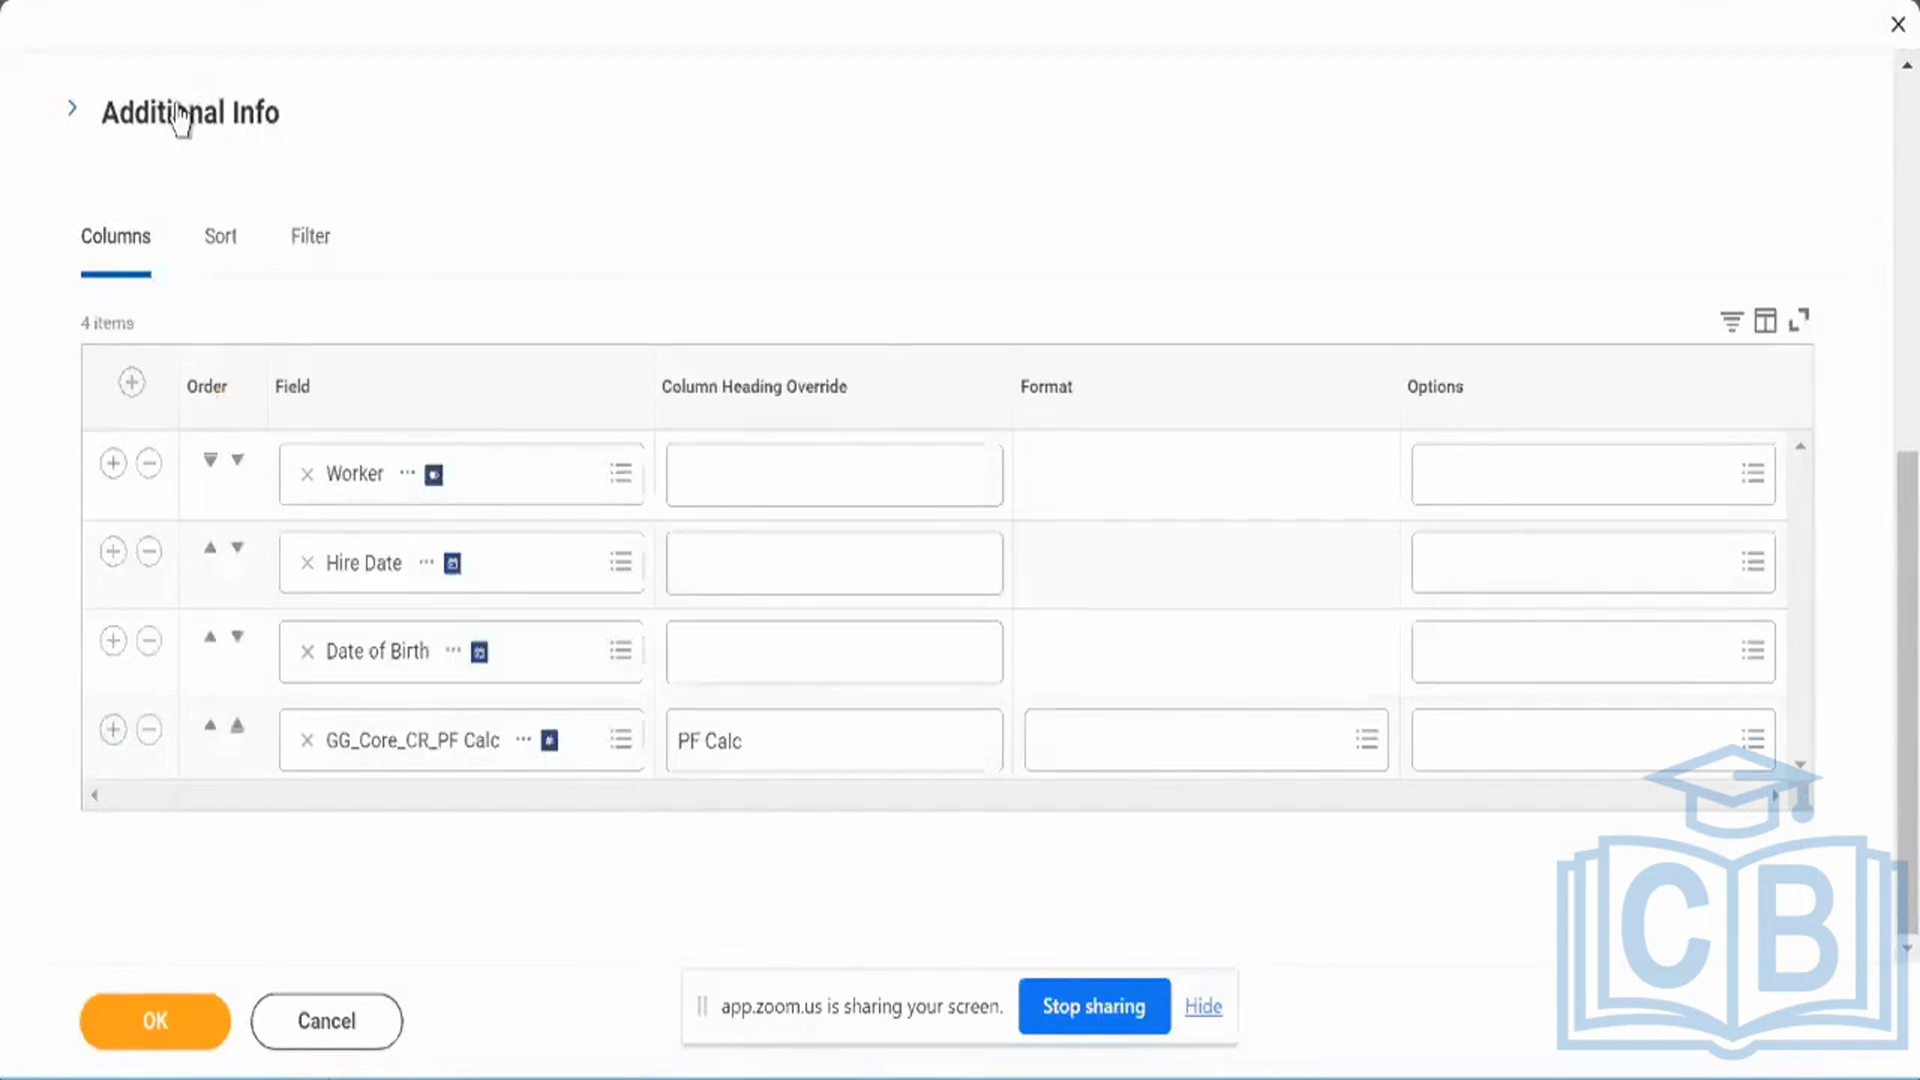 Additional Info
Columns Sort Filter
4 items
Order Field Column Heading Override Format Options
Worker
Hire Date
Date of Birth
GG_Core_CR_PF Calc PF Calc
OK Cancel
app.zoom.us is sharing your screen. Stop sharing Hide
CB